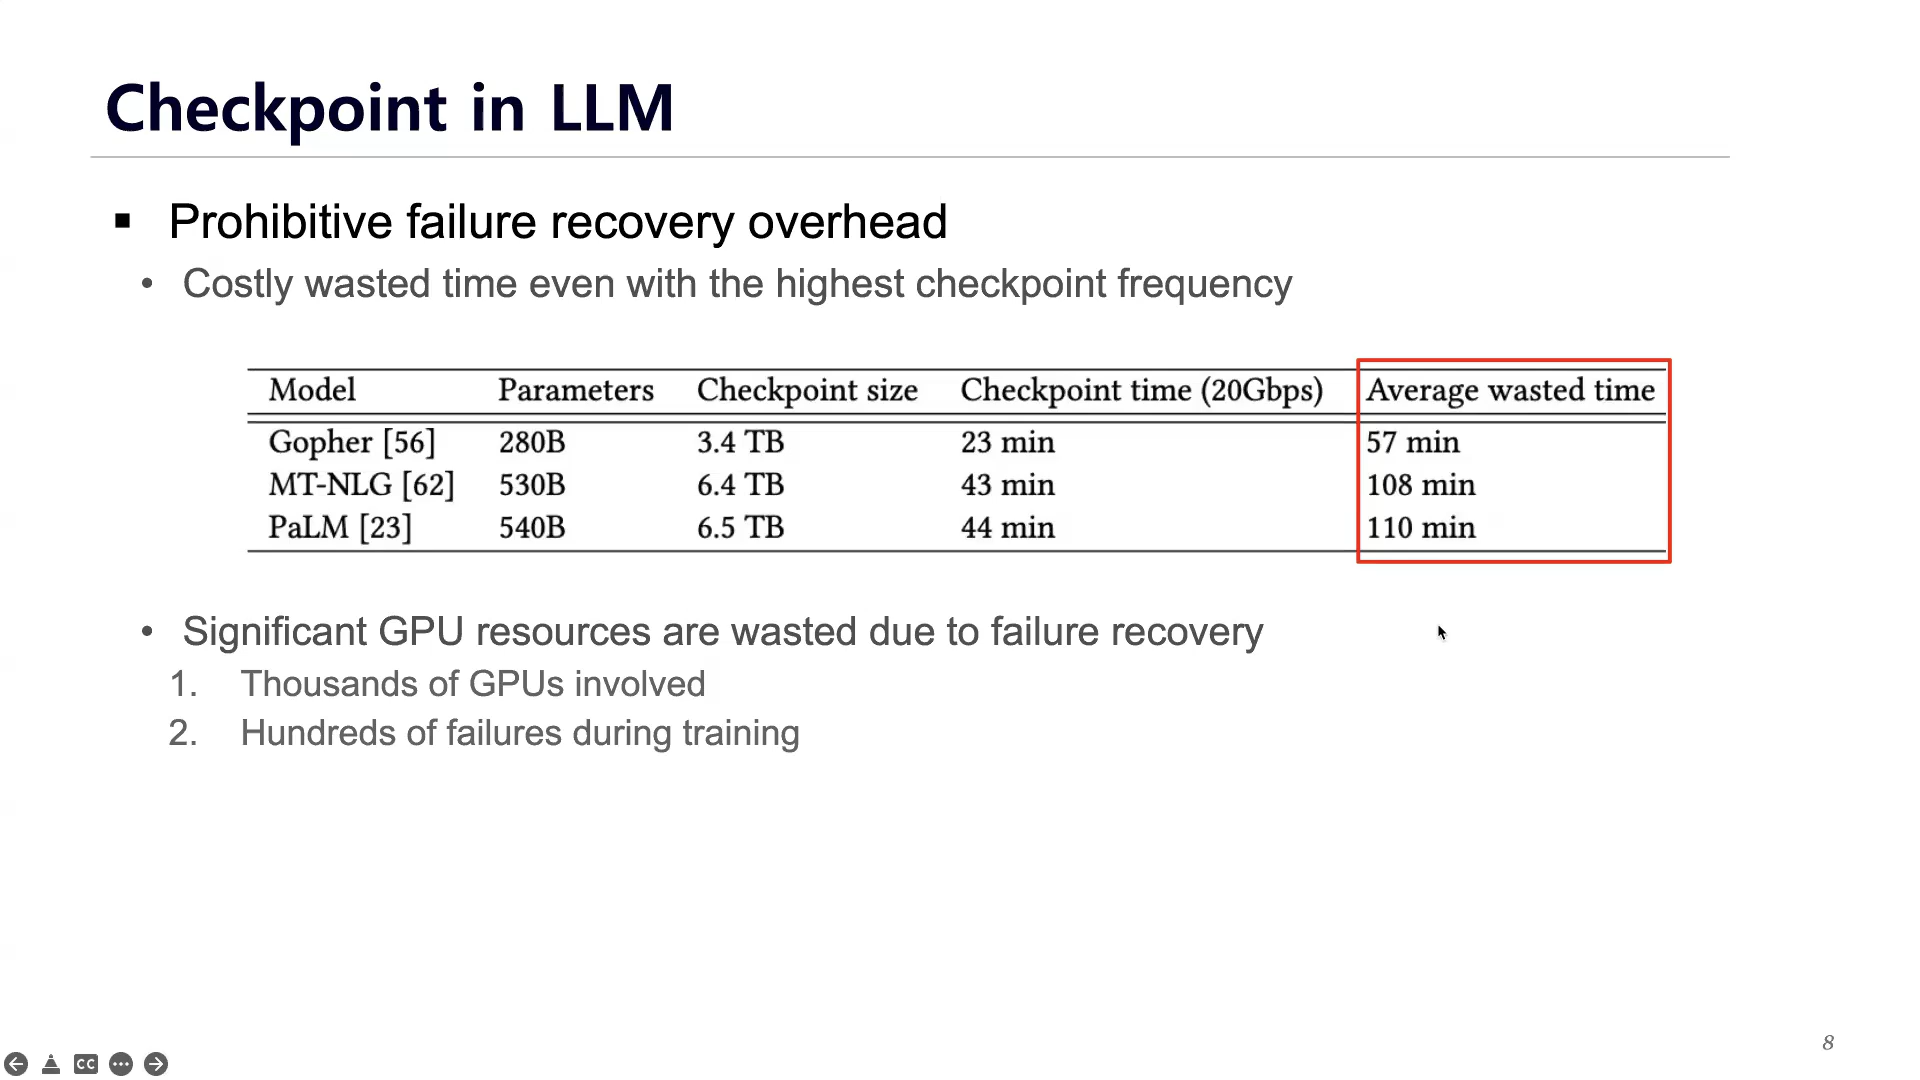 Checkpoint in LLM
▪ Prohibitive failure recovery overhead
• Costly wasted time even with the highest checkpoint frequency
Model Parameters Checkpoint size Checkpoint time (20Gbps) Average wasted time
Gopher [56] 280B 3.4 TB 23 min 57 min
MT-NLG [62] 530B 6.4 TB 43 min 108 min
PaLM [23] 540B 6.5 TB 44 min 110 min
• Significant GPU resources are wasted due to failure recovery
1. Thousands of GPUs involved
2. Hundreds of failures during training
8
CC